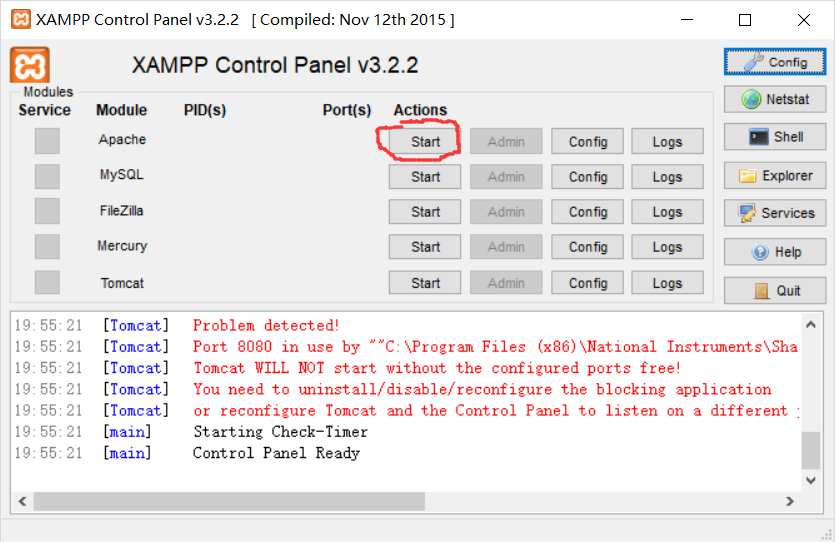 XAMPP Control Panel v3.2.2 [ Compiled: Nov 12th 2015 ]
XAMPP Control Panel v3.2.2
Config
Modules
Service Module PID(s) Port(s) Actions
Netstat
Apache Start Admin Config Logs
Shell
MySQL Start Admin Config Logs
Explorer
FileZilla Start Admin Config Logs
Services
Mercury Start Admin Config Logs
Help
Tomcat Start Admin Config Logs
Quit
19:55:21 [Tomcat] Problem detected!
19:55:21 [Tomcat] Port 8080 in use by ""C:\Program Files (x86)\National Instruments\Sha
19:55:21 [Tomcat] Tomcat WILL NOT start without the configured ports free!
19:55:21 [Tomcat] You need to uninstall/disable/reconfigure the blocking application
19:55:21 [Tomcat] or reconfigure Tomcat and the Control Panel to listen on a different
19:55:21 [main] Starting Check-Timer
19:55:21 [main] Control Panel Ready